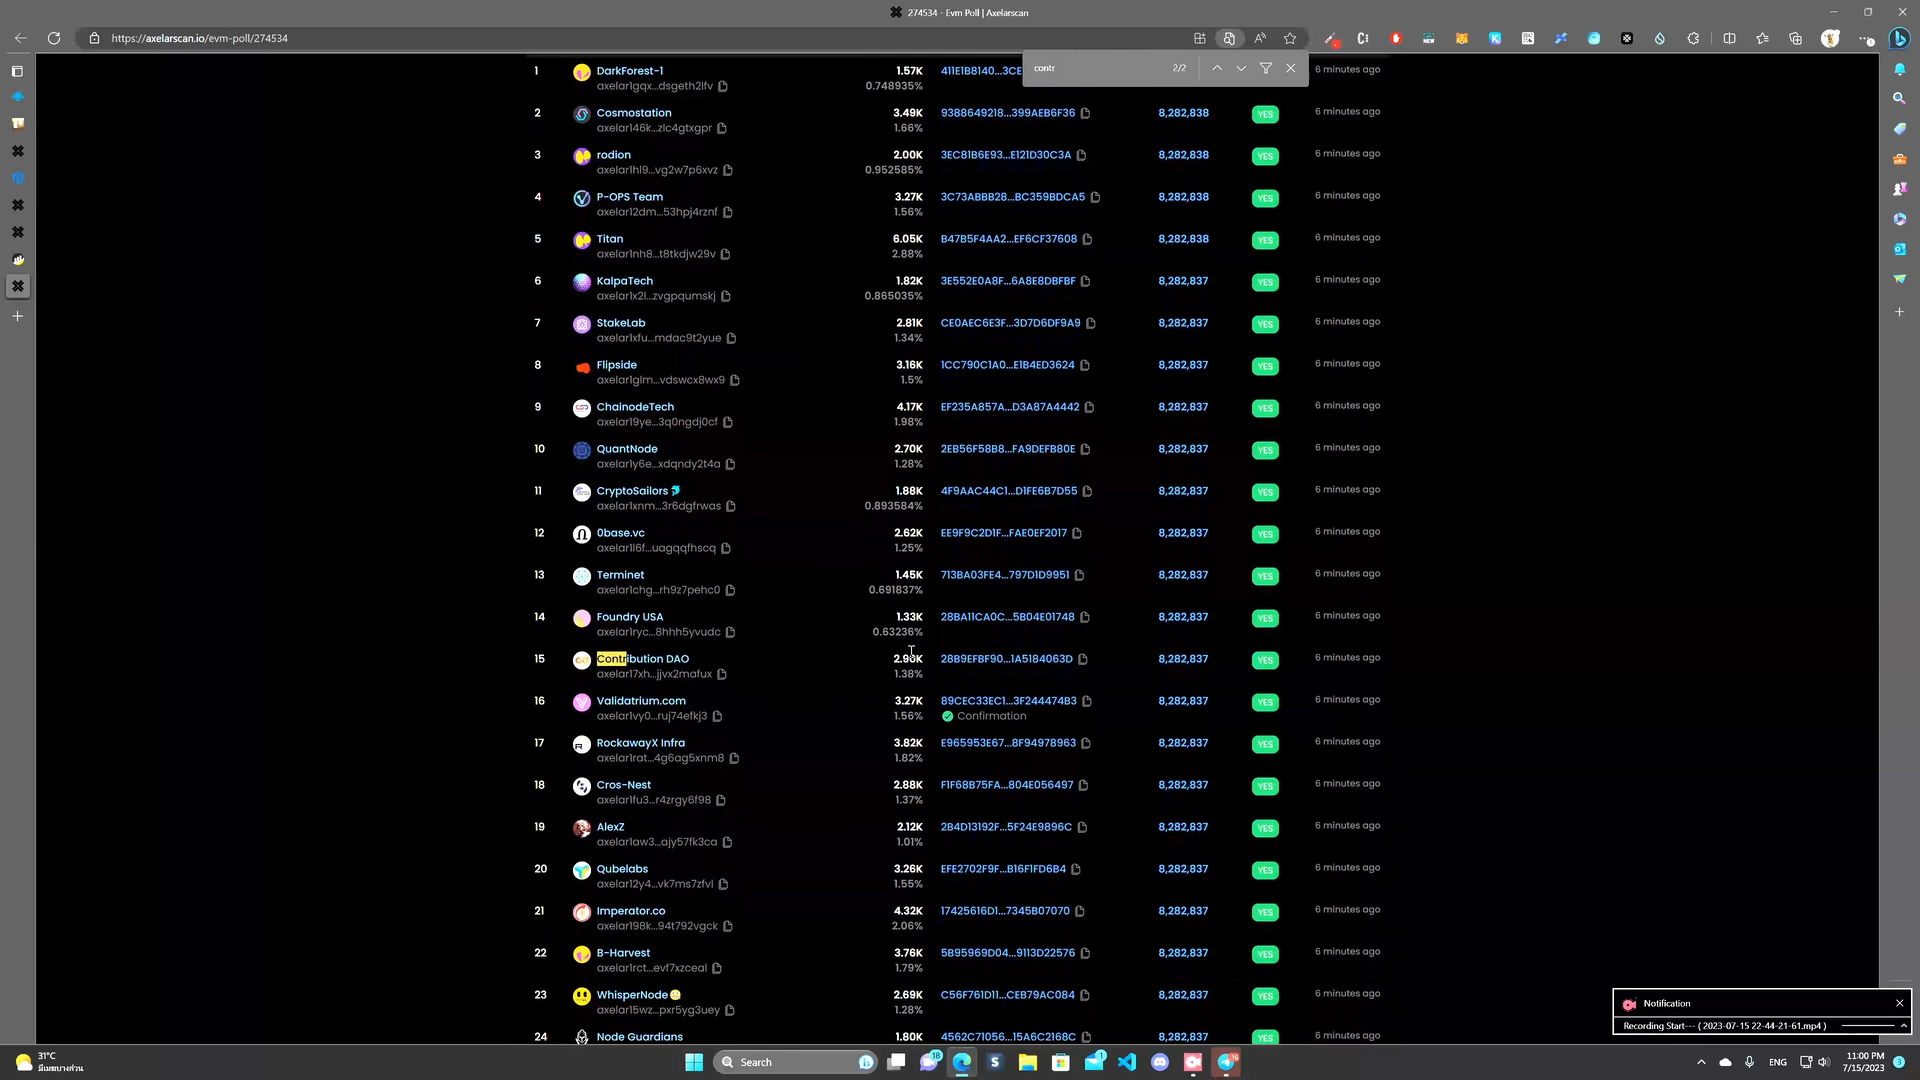 274534 - Evm Poll | Axelarscan
https://axelarscan.io/evm-poll/274534
contr 2/2
1 DarkForest-1 1.57K 411E1B8140...3CE 6 minutes ago
axelar1gqx...dsgeth2lfv 0.748935%
2 Cosmostation 3.49K 9388649218...399AEB6F36 8,282,838 YES 6 minutes ago
axelar146k...zlc4gtxgpr 1.66%
3 rodion 2.00K 3EC81B6E93...E121D30C3A 8,282,838 YES 6 minutes ago
axelar1hl9...vg2w7p6xvz 0.952585%
4 P-OPS Team 3.27K 3C73ABBB28...BC359BDCA5 8,282,838 YES 6 minutes ago
axelar12dm...53hpj4rznf 1.56%
5 Titan 6.05K B47B5F4AA2...EF6CF37608 8,282,838 YES 6 minutes ago
axelar1nh8...t8tkdjw29v 2.88%
6 KalpaTech 1.82K 3E552E0A8F...6A8E8DBFBF 8,282,837 YES 6 minutes ago
axelar1x2l...zvgpqumskj 0.865035%
7 StakeLab 2.81K CE0AEC6E3F...3D7D6DF9A9 8,282,837 YES 6 minutes ago
axelar1xfu...mdac9t2yue 1.34%
8 Flipside 3.16K 1CC790C1A0...E1B4ED3624 8,282,837 YES 6 minutes ago
axelar1glm...vdswcx8wx9 1.5%
9 ChainodeTech 4.17K EF235A857A...D3A87A4442 8,282,837 YES 6 minutes ago
axelar19ye...3q0ngdj0cf 1.98%
10 QuantNode 2.70K 2EB56F58B8...FA9DEFB80E 8,282,837 YES 6 minutes ago
axelar1y6e...xdqndy2t4a 1.28%
11 CryptoSailors 1.88K 4F9AAC44C1...D1FE6B7D55 8,282,837 YES 6 minutes ago
axelar1xnm...3r6dgfrwas 0.893584%
12 0base.vc 2.62K EE9F9C2D1F...FAE0EF2017 8,282,837 YES 6 minutes ago
axelar1l6f...uagqqfhscq 1.25%
13 Terminet 1.45K 713BA03FE4...797D1D9951 8,282,837 YES 6 minutes ago
axelar1chg...rh9z7pehc0 0.691837%
14 Foundry USA 1.33K 28BA11CA0C...5B04E01748 8,282,837 YES 6 minutes ago
axelar1ryc...8hhh5yvudc 0.63236%
15 Contribution DAO 2.90K 28B9EFBF90...1A5184063D 8,282,837 YES 6 minutes ago
axelar17xh...jjvx2mafux 1.38%
16 Validatrium.com 3.27K 89CEC33EC1...3F244474B3 8,282,837 YES 6 minutes ago
axelar1vy0...ruj74efkj3 1.56% Confirmation
17 RockawayX Infra 3.82K E965953E67...8F94978963 8,282,837 YES 6 minutes ago
axelar1rat...4g6ag5xnm8 1.82%
18 Cros-Nest 2.88K F1F68B75FA...804E056497 8,282,837 YES 6 minutes ago
axelar1fu3...r4zrgy6f98 1.37%
19 AlexZ 2.12K 2B4D13192F...5F24E9896C 8,282,837 YES 6 minutes ago
axelar1aw3...ajy57fk3ca 1.01%
20 Qubelabs 3.26K EFE2702F9F...B16F1FD6B4 8,282,837 YES 6 minutes ago
axelar12y4...vk7ms7zfvl 1.55%
21 Imperator.co 4.32K 17425616D1...7345B07070 8,282,837 YES 6 minutes ago
axelar198k...94t792vgck 2.06%
22 B-Harvest 3.76K 5B95969D04...9113D22576 8,282,837 YES 6 minutes ago
axelar1rct...evf7xzceal 1.79%
23 WhisperNode 2.69K C56F761D11...CEB79AC084 8,282,837 YES 6 minutes ago
axelar15wz...pxr5yg3uey 1.28%
24 Node Guardians 1.80K 4562C71056...15A6C2168C 8,282,837 YES 6 minutes ago
Notification
Recording Start--- ( 2023-07-15 22-44-21-61.mp4 )
31°C
มีเมฆบางส่วน
Search
ENG
11:00 PM
7/15/2023